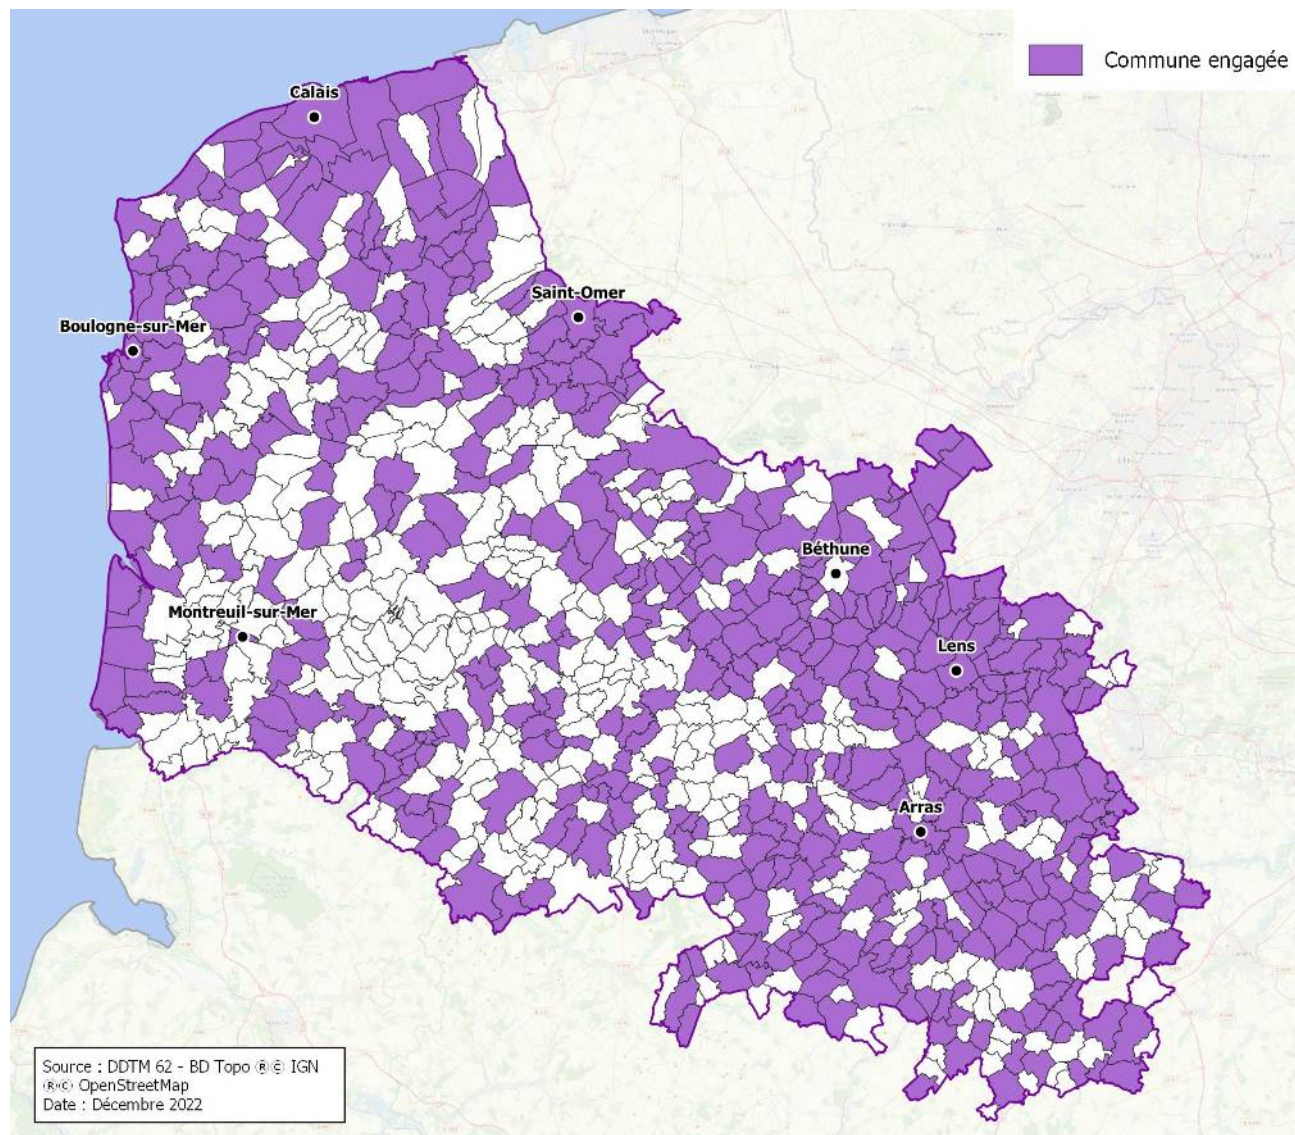 Commune engagée
Calais
Saint-Omer
Boulogne-sur-Mer
Béthune
Montreuil-sur-Mer
Lens
Arras
Source : DDTM 62 - BD Topo ®© IGN
®© OpenStreetMap
Date : Décembre 2022